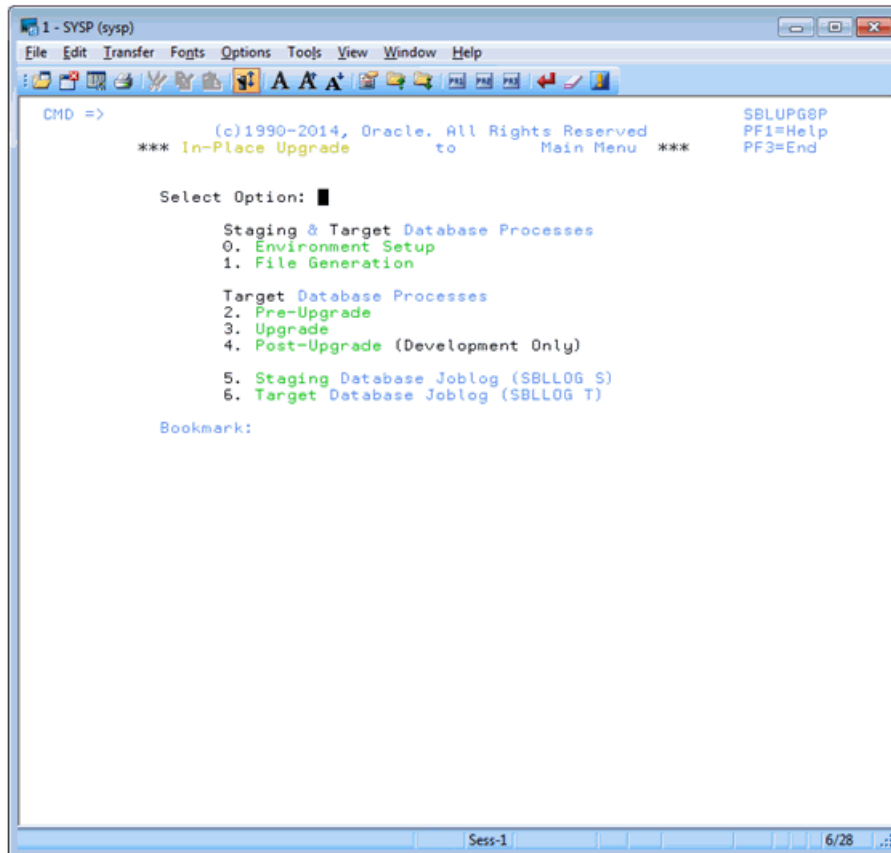 1 - SYSP (sysp)
File Edit Transfer Fonts Options Tools View Window Help
CMD => SBLUPG8P
(c)1990-2014, Oracle. All Rights Reserved PF1=Help
*** In-Place Upgrade to Main Menu *** PF3=End
Select Option:
Staging & Target Database Processes
0. Environment Setup
1. File Generation
Target Database Processes
2. Pre-Upgrade
3. Upgrade
4. Post-Upgrade (Development Only)
5. Staging Database Joblog (SBLLOG S)
6. Target Database Joblog (SBLLOG T)
Bookmark:
Sess-1 6/28